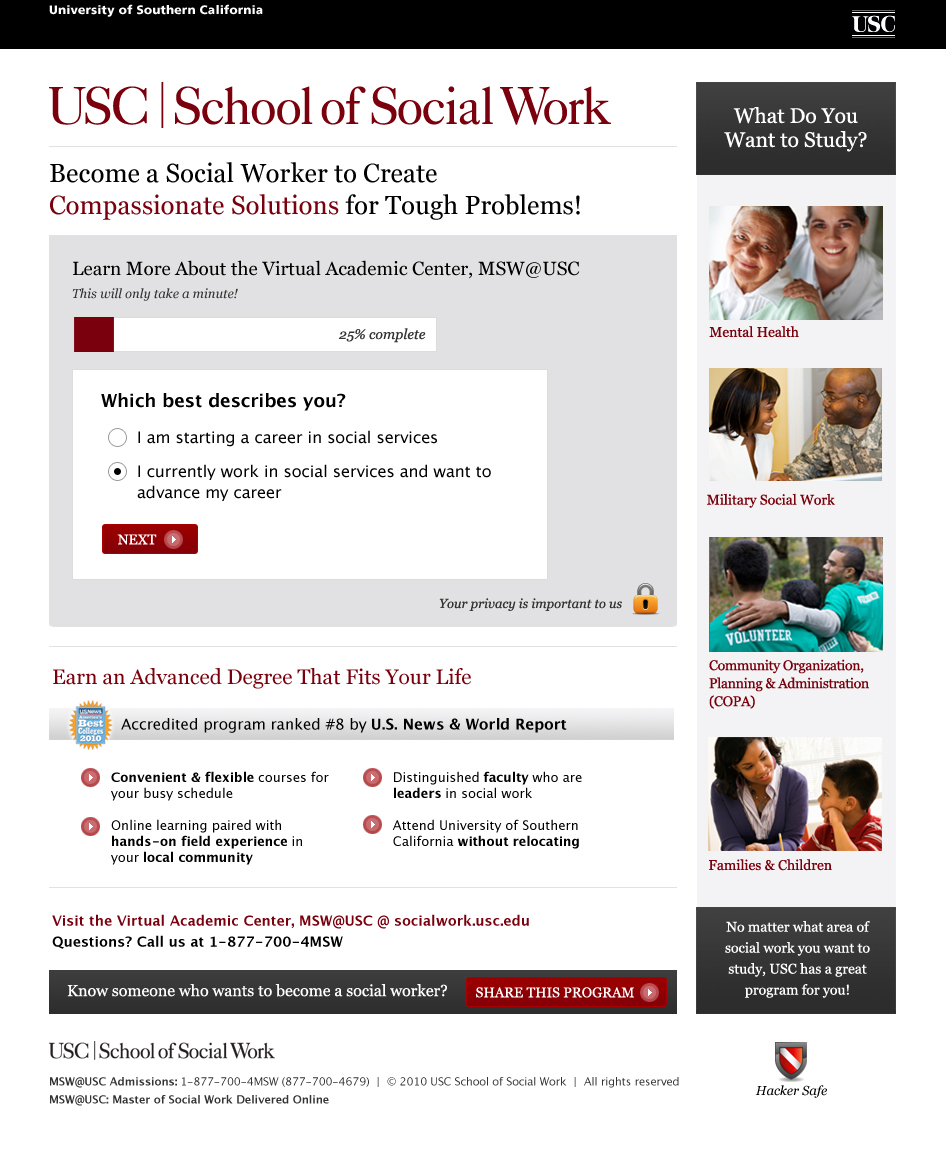 University of Southern California
USC
USC | School of Social Work
Become a Social Worker to Create
Compassionate Solutions for Tough Problems!
Learn More About the Virtual Academic Center, MSW@USC
This will only take a minute!
25% complete
Which best describes you?
I am starting a career in social services
I currently work in social services and want to
advance my career
NEXT
Your privacy is important to us
Earn an Advanced Degree That Fits Your Life
Best
Colleges
2010
Accredited program ranked #8 by U.S. News & World Report
Convenient & flexible courses for
your busy schedule
Online learning paired with
hands-on field experience in
your local community
Distinguished faculty who are
leaders in social work
Attend University of Southern
California without relocating
Visit the Virtual Academic Center, MSW@USC @ socialwork.usc.edu
Questions? Call us at 1-877-700-4MSW
Know someone who wants to become a social worker?
SHARE THIS PROGRAM
What Do You
Want to Study?
Mental Health
Military Social Work
VOLUNTEER
Community Organization,
Planning & Administration
(COPA)
Families & Children
No matter what area of
social work you want to
study, USC has a great
program for you!
USC | School of Social Work
MSW@USC Admissions: 1-877-700-4MSW (877-700-4679) | © 2010 USC School of Social Work | All rights reserved
MSW@USC: Master of Social Work Delivered Online
Hacker Safe